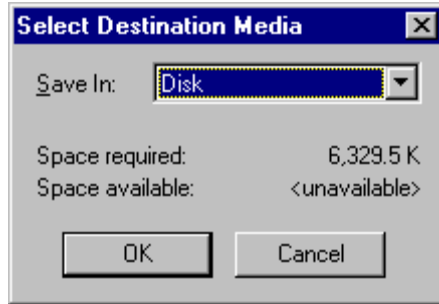 Select Destination Media
Save In: Disk
Space required: 6,329.5 K
Space available: <unavailable>
OK Cancel